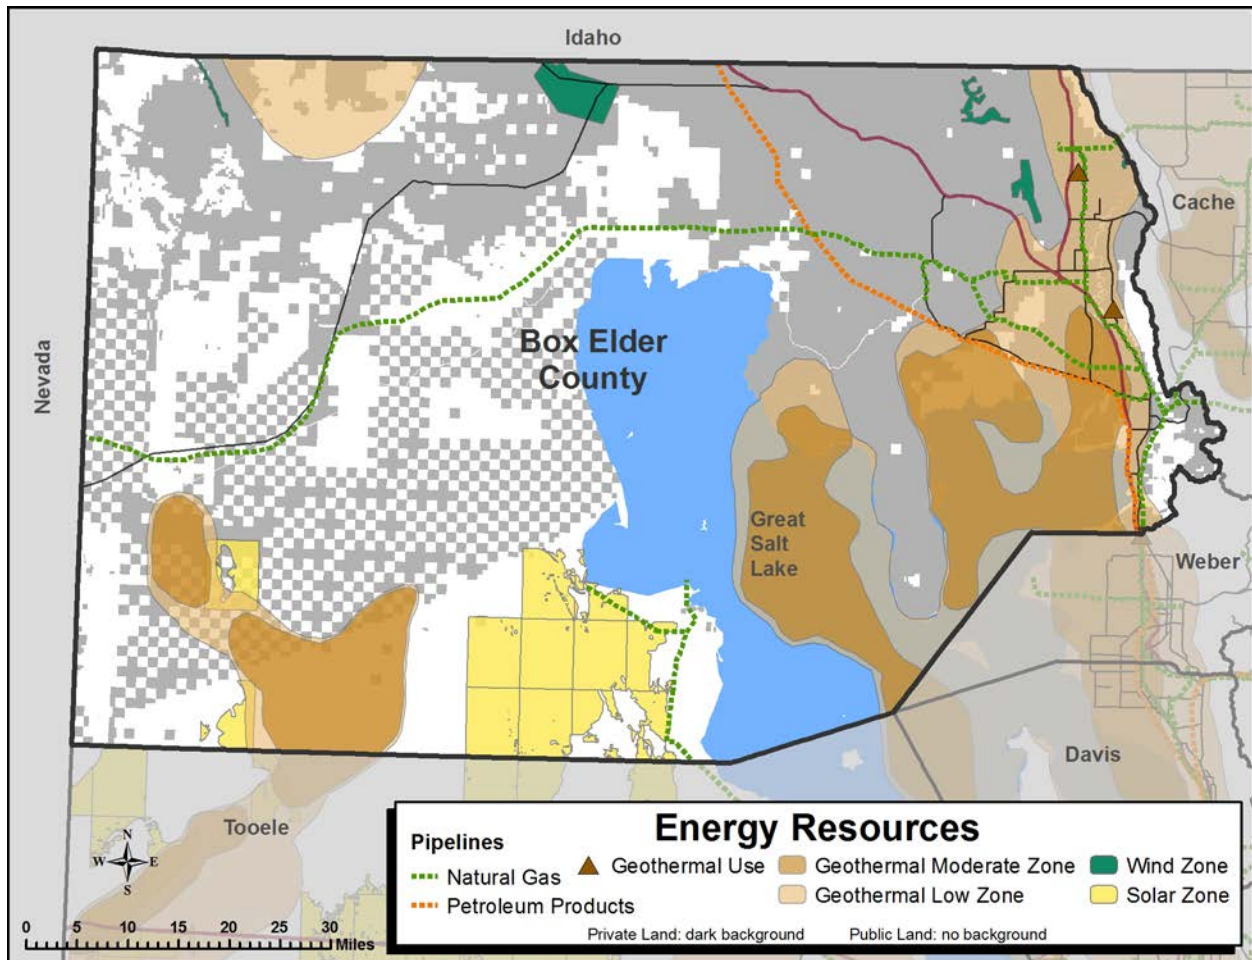 Idaho
Nevada
Cache
Box Elder
County
Great
Salt
Lake
Weber
Davis
Tooele
N
W E
S
0 5 10 15 20 25 30
Miles
Energy Resources
Pipelines
Natural Gas
Petroleum Products
Geothermal Use
Geothermal Moderate Zone
Geothermal Low Zone
Wind Zone
Solar Zone
Private Land: dark background Public Land: no background